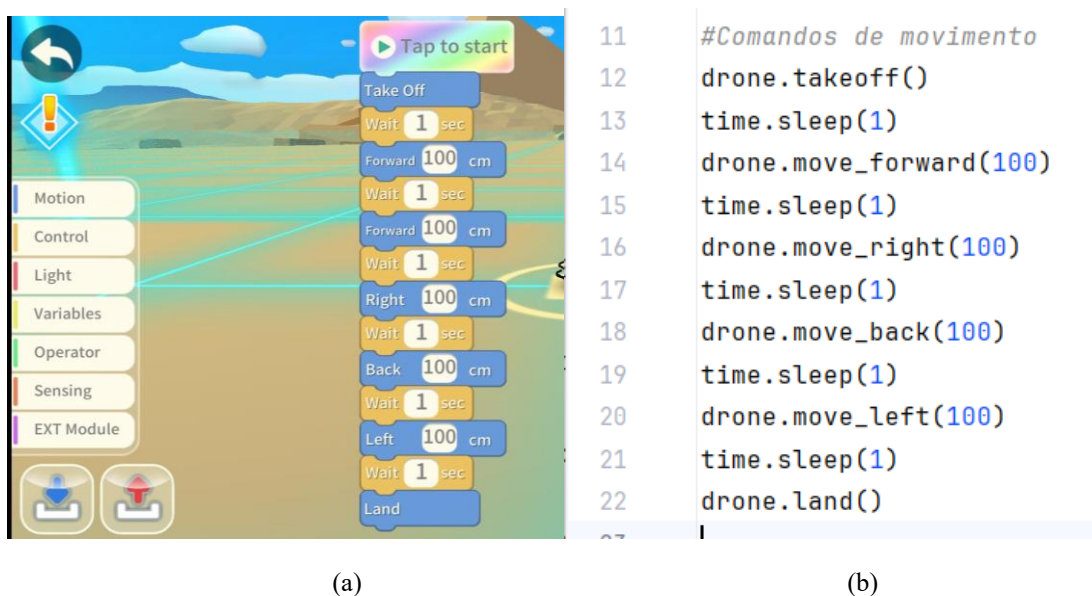 Tap to start
Take Off
Wait 1 sec
Forward 100 cm
Wait 1 sec
Forward 100 cm
Wait 1 sec
Right 100 cm
Wait 1 sec
Back 100 cm
Wait 1 sec
Left 100 cm
Wait 1 sec
Land
Motion
Control
Light
Variables
Operator
Sensing
EXT Module
(a)
11 #Comandos de movimento
12 drone.takeoff()
13 time.sleep(1)
14 drone.move_forward(100)
15 time.sleep(1)
16 drone.move_right(100)
17 time.sleep(1)
18 drone.move_back(100)
19 time.sleep(1)
20 drone.move_left(100)
21 time.sleep(1)
22 drone.land()
(b)